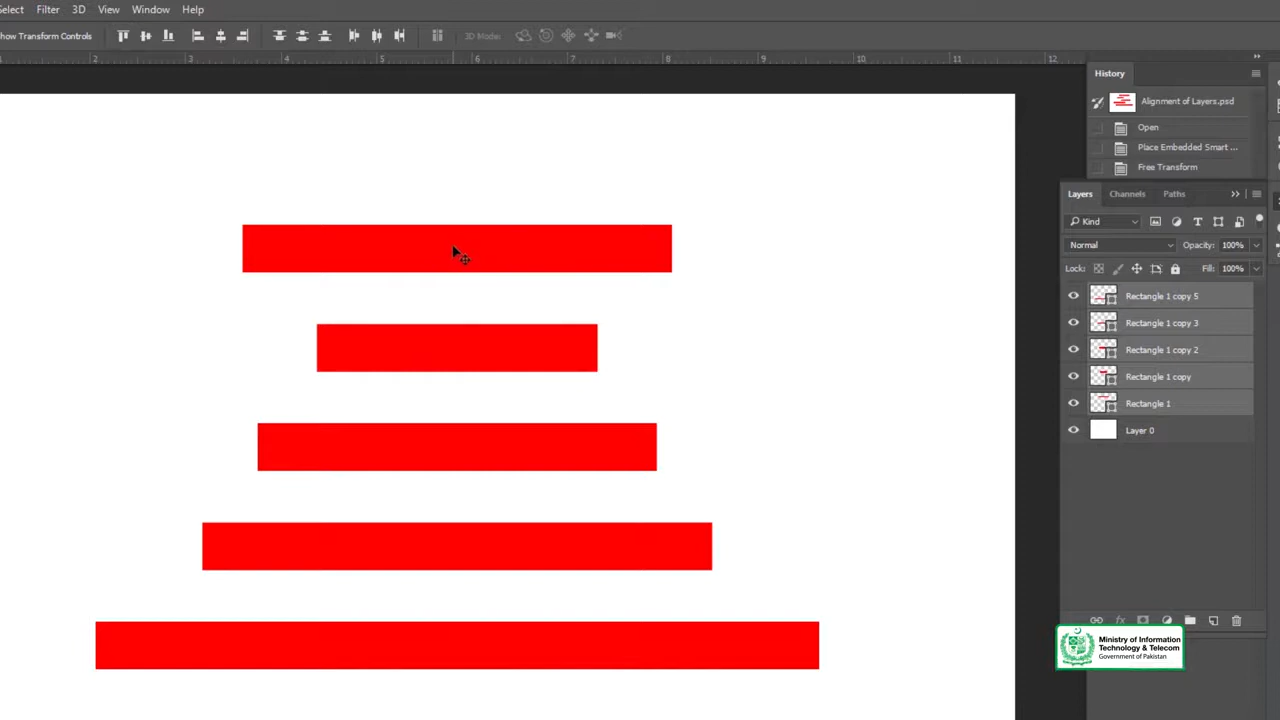 Select Filter 3D View Window Help
how Transform Controls 3D Mode:
2 3 4 5 6 7 8 9 10 11 12
History
Alignment of Layers.psd
Open
Place Embedded Smart ...
Free Transform
Layers Channels Paths
Kind
Normal Opacity: 100%
Lock: Fill: 100%
Rectangle 1 copy 5
Rectangle 1 copy 3
Rectangle 1 copy 2
Rectangle 1 copy
Rectangle 1
Layer 0
fx
Ministry of Information
Technology & Telecom
Government of Pakistan